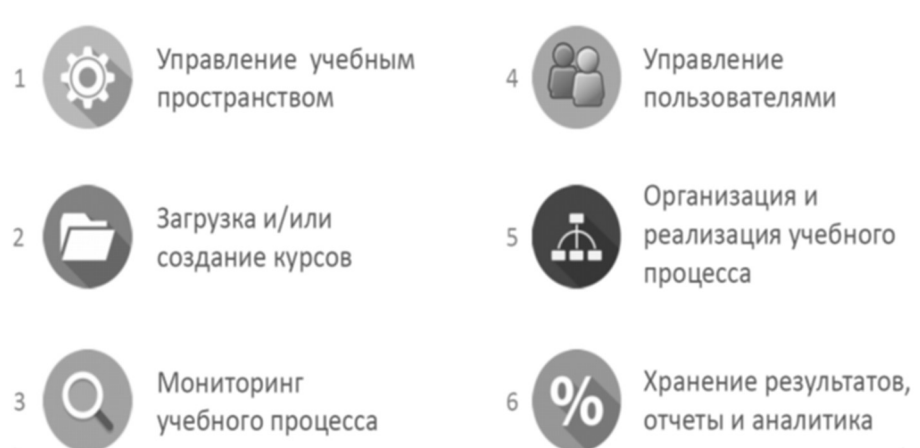 1
Управление учебным
пространством
2
Загрузка и/или
создание курсов
3
Мониторинг
учебного процесса
4
Управление
пользователями
5
Организация и
реализация учебного
процесса
6
%
Хранение результатов,
отчеты и аналитика